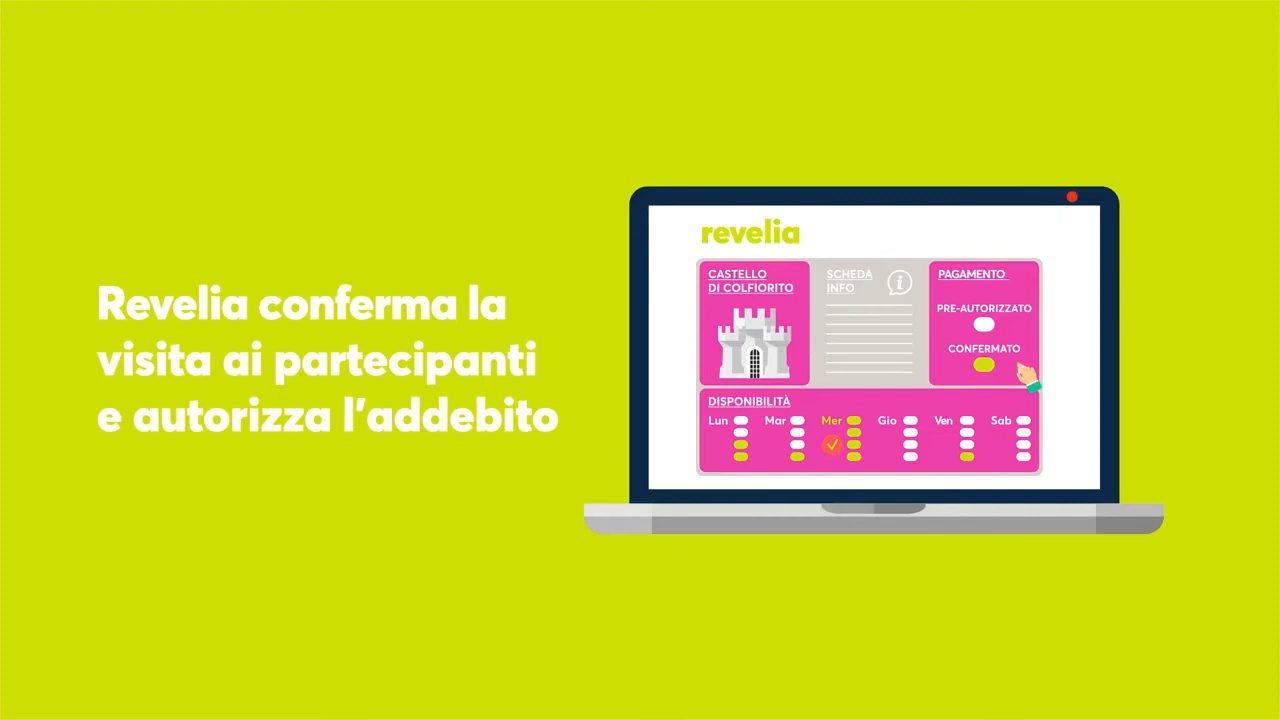 Revelia conferma la
visita ai partecipanti
e autorizza l'addebito
revelia
CASTELLO
DI COLFIORITO
SCHEDA
INFO
i
PAGAMENTO
PRE-AUTORIZZATO
CONFERMATO
DISPONIBILITÀ
Lun Mar Mer Gio Ven Sab